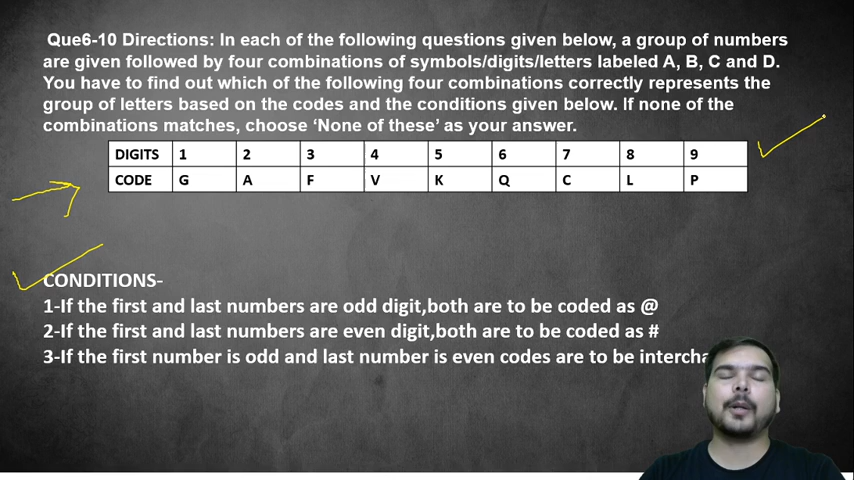 Que6-10 Directions: In each of the following questions given below, a group of numbers
are given followed by four combinations of symbols/digits/letters labeled A, B, C and D.
You have to find out which of the following four combinations correctly represents the
group of letters based on the codes and the conditions given below. If none of the
combinations matches, choose ‘None of these’ as your answer.
DIGITS 1 2 3 4 5 6 7 8 9
CODE G A F V K Q C L P
CONDITIONS-
1-If the first and last numbers are odd digit,both are to be coded as @
2-If the first and last numbers are even digit,both are to be coded as #
3-If the first number is odd and last number is even codes are to be